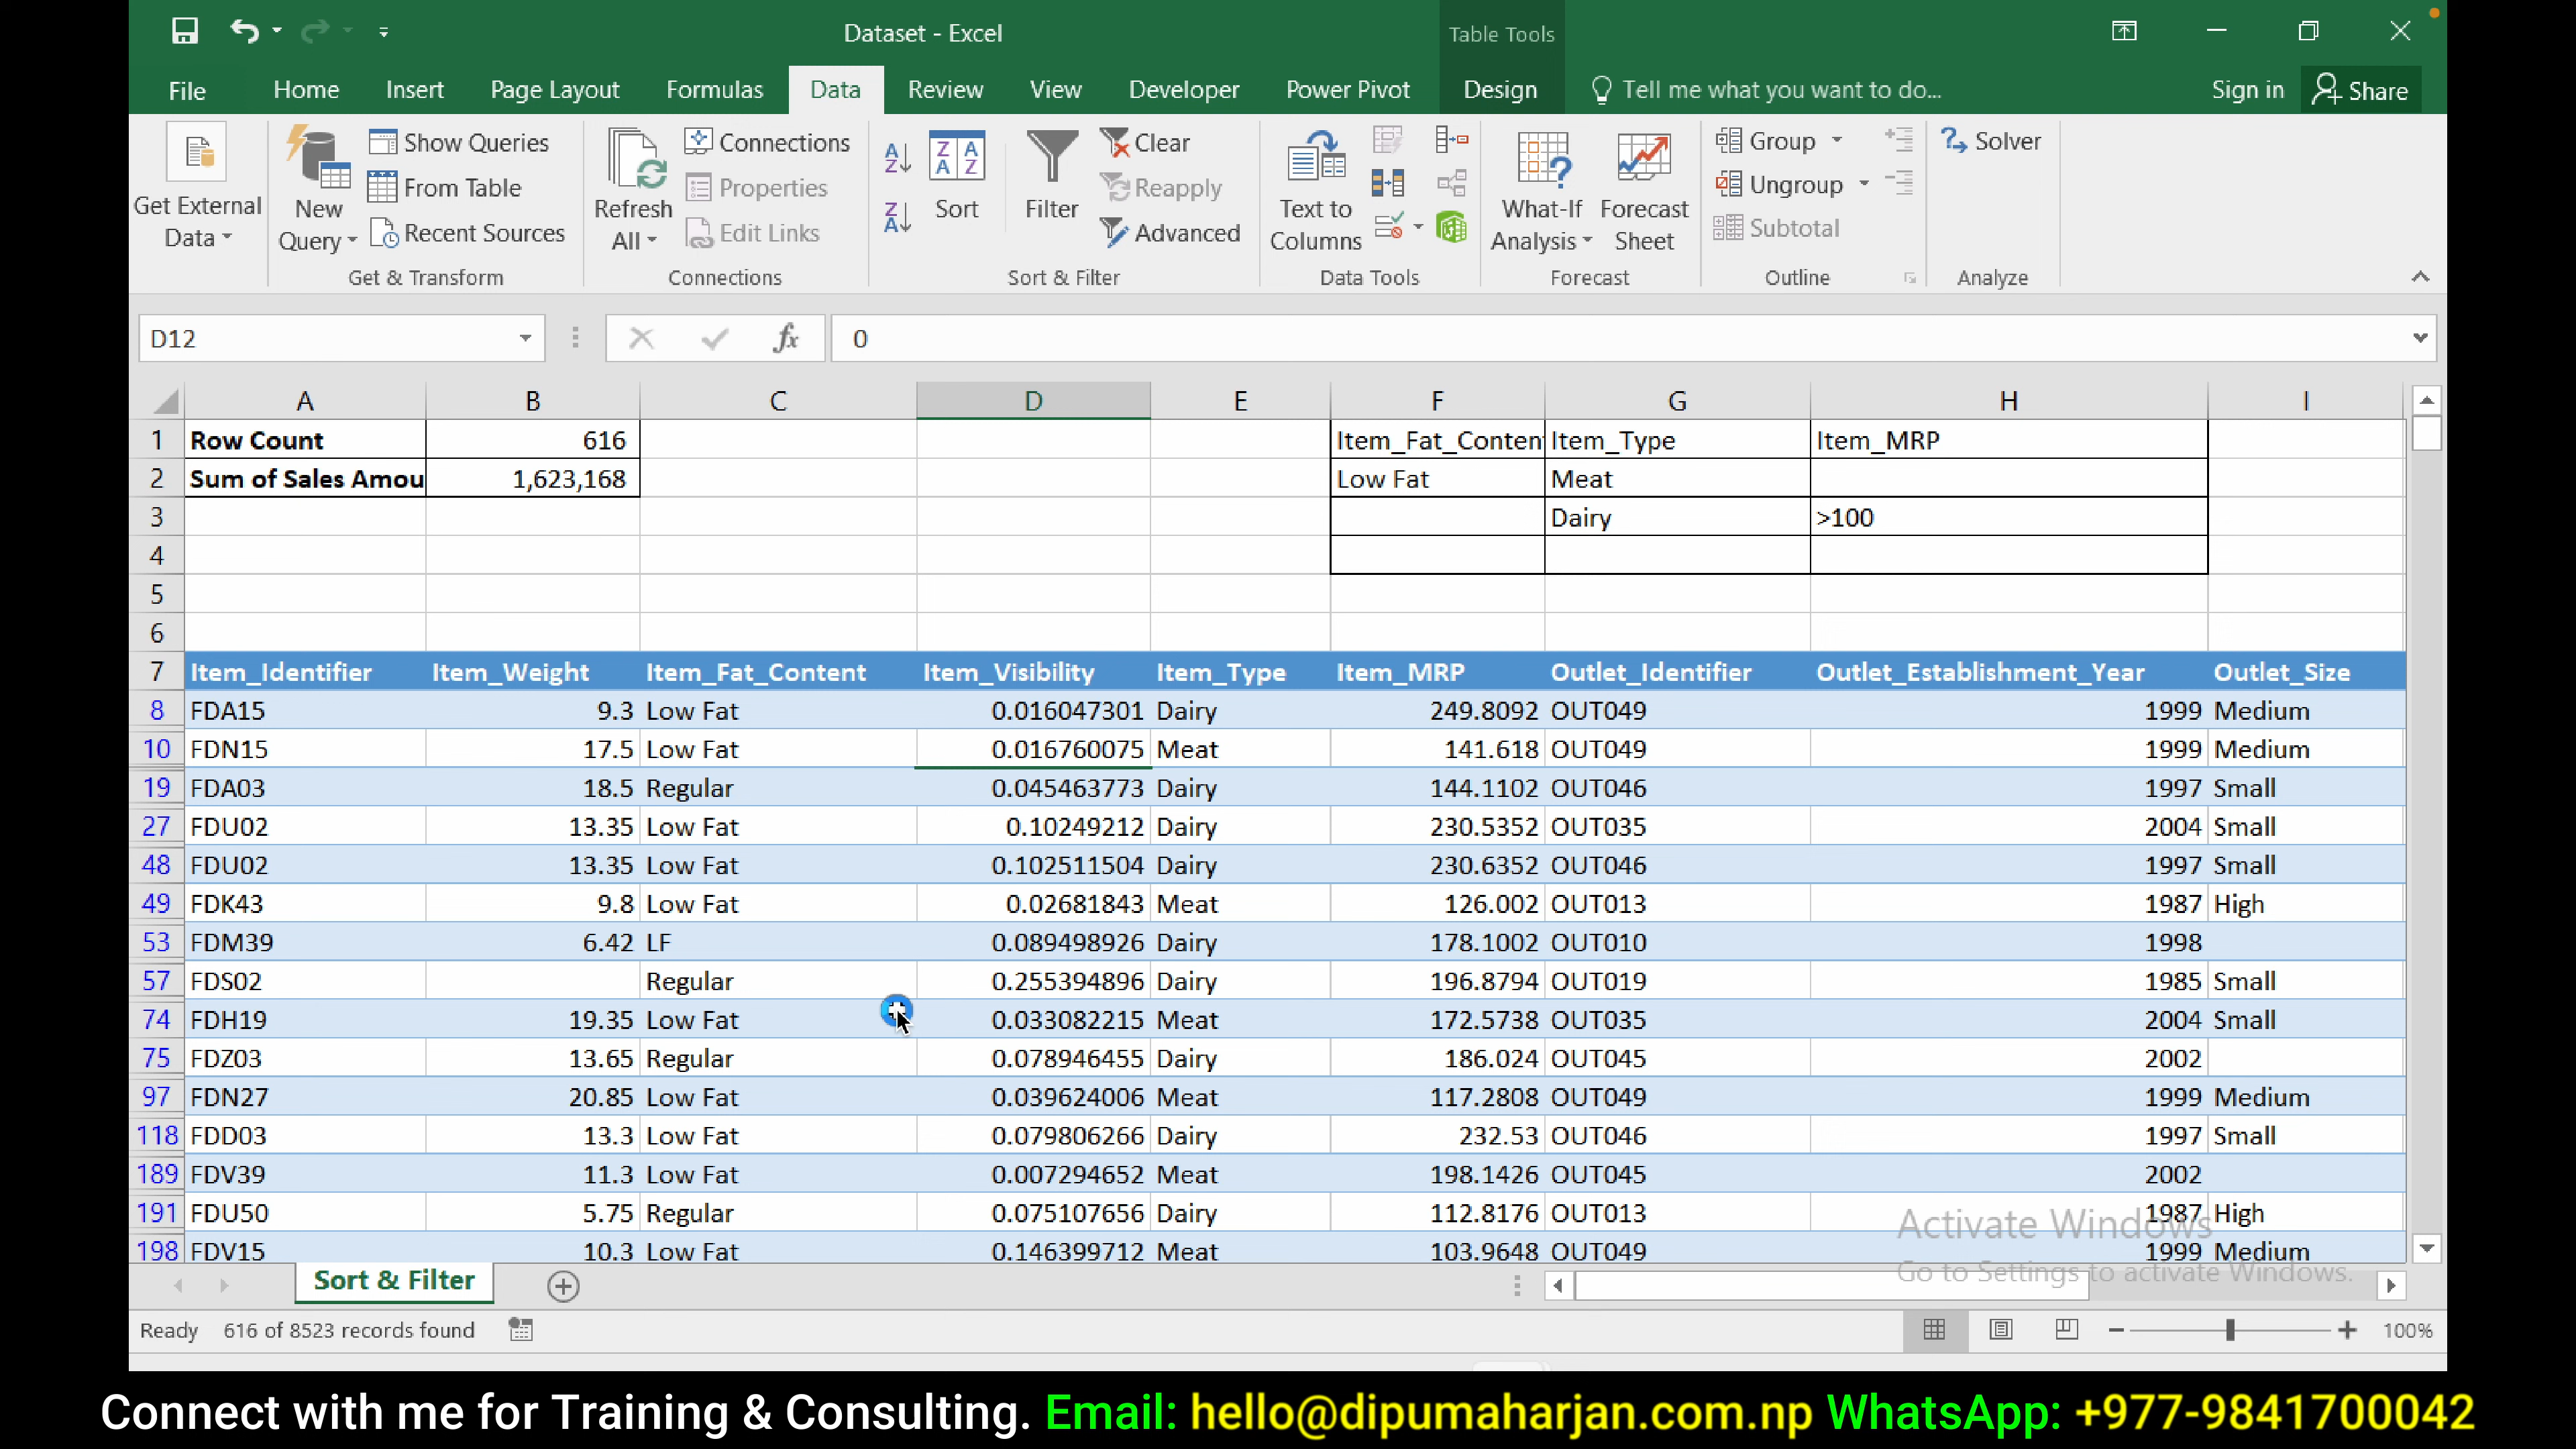 Dataset - Excel
Table Tools
File Home Insert Page Layout Formulas Data Review View Developer Power Pivot Design Tell me what you want to do... Sign in Share
Get External Data
New Query
Show Queries
From Table
Recent Sources
Get & Transform
Refresh All
Connections
Properties
Edit Links
Connections
Sort
Filter
Clear
Reapply
Advanced
Sort & Filter
Text to Columns
Data Tools
What-If Analysis
Forecast Sheet
Forecast
Group
Ungroup
Subtotal
Outline
Solver
Analyze
D12 fx 0
A B C D E F G H I
1 Row Count 616 Item_Fat_Conten Item_Type Item_MRP
2 Sum of Sales Amou 1,623,168 Low Fat Meat
3 Dairy >100
4
5
6
7 Item_Identifier Item_Weight Item_Fat_Content Item_Visibility Item_Type Item_MRP Outlet_Identifier Outlet_Establishment_Year Outlet_Size
8 FDA15 9.3 Low Fat 0.016047301 Dairy 249.8092 OUT049 1999 Medium
10 FDN15 17.5 Low Fat 0.016760075 Meat 141.618 OUT049 1999 Medium
19 FDA03 18.5 Regular 0.045463773 Dairy 144.1102 OUT046 1997 Small
27 FDU02 13.35 Low Fat 0.10249212 Dairy 230.5352 OUT035 2004 Small
48 FDU02 13.35 Low Fat 0.102511504 Dairy 230.6352 OUT046 1997 Small
49 FDK43 9.8 Low Fat 0.02681843 Meat 126.002 OUT013 1987 High
53 FDM39 6.42 LF 0.089498926 Dairy 178.1002 OUT010 1998
57 FDS02 Regular 0.255394896 Dairy 196.8794 OUT019 1985 Small
74 FDH19 19.35 Low Fat 0.033082215 Meat 172.5738 OUT035 2004 Small
75 FDZ03 13.65 Regular 0.078946455 Dairy 186.024 OUT045 2002
97 FDN27 20.85 Low Fat 0.039624006 Meat 117.2808 OUT049 1999 Medium
118 FDD03 13.3 Low Fat 0.079806266 Dairy 232.53 OUT046 1997 Small
189 FDV39 11.3 Low Fat 0.007294652 Meat 198.1426 OUT045 2002
191 FDU50 5.75 Regular 0.075107656 Dairy 112.8176 OUT013 1987 High
198 FDV15 10.3 Low Fat 0.146399712 Meat 103.9648 OUT049 1999 Medium
Activate Windows
Go to Settings to activate Windows.
Sort & Filter
Ready 616 of 8523 records found 100%
Connect with me for Training & Consulting. Email: hello@dipumaharjan.com.np WhatsApp: +977-9841700042